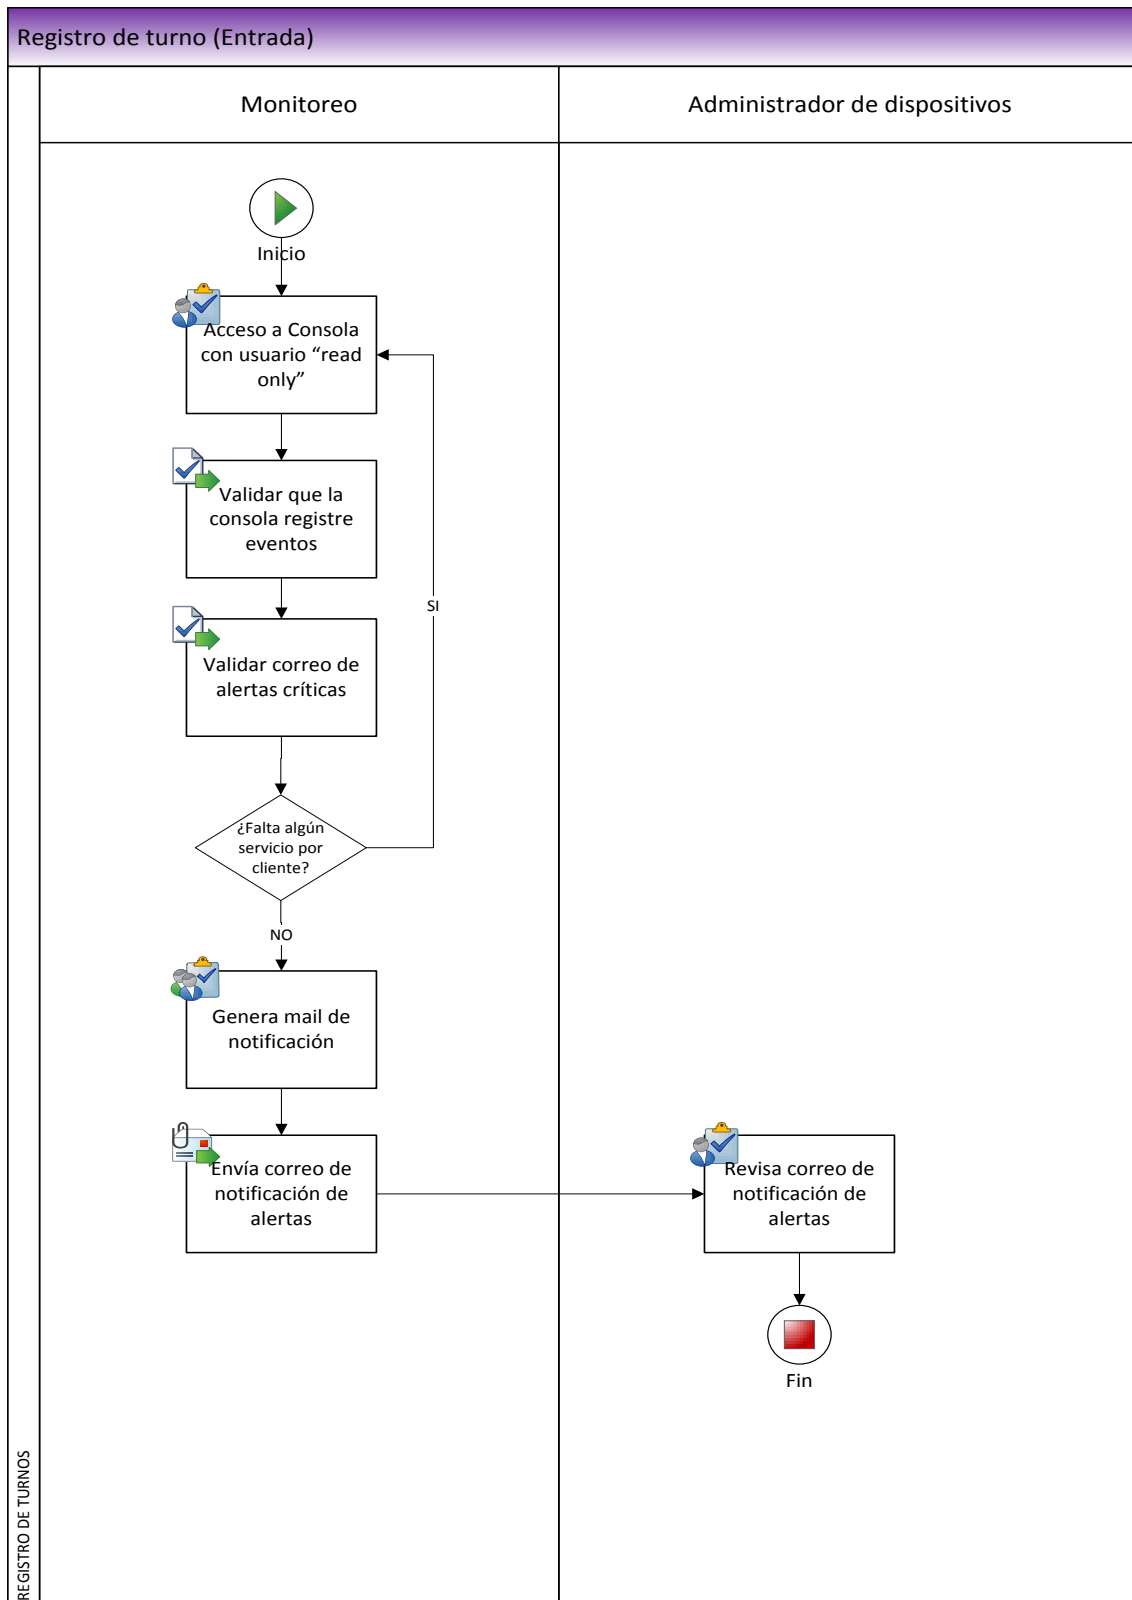 Registro de turno (Entrada)
Monitoreo
Administrador de dispositivos
Inicio
Acceso a Consola
con usuario “read
only”
Validar que la
consola registre
eventos
SI
Validar correo de
alertas críticas
¿Falta algún
servicio por
cliente?
NO
Genera mail de
notificación
Envía correo de
notificación de
alertas
Revisa correo de
notificación de
alertas
Fin
REGISTRO DE TURNOS